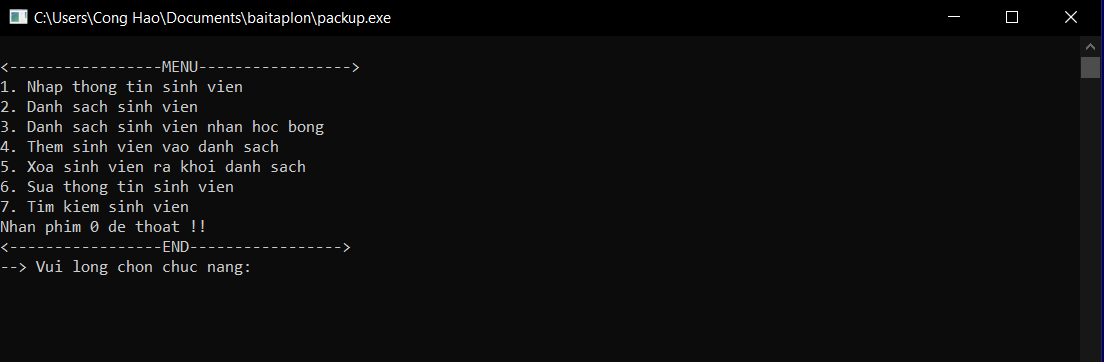 C:\Users\Cong Hao\Documents\baitaplon\packup.exe
<-----------------MENU----------------->
1. Nhap thong tin sinh vien
2. Danh sach sinh vien
3. Danh sach sinh vien nhan hoc bong
4. Them sinh vien vao danh sach
5. Xoa sinh vien ra khoi danh sach
6. Sua thong tin sinh vien
7. Tim kiem sinh vien
Nhan phim 0 de thoat !!
<-----------------END----------------->
--> Vui long chon chuc nang: